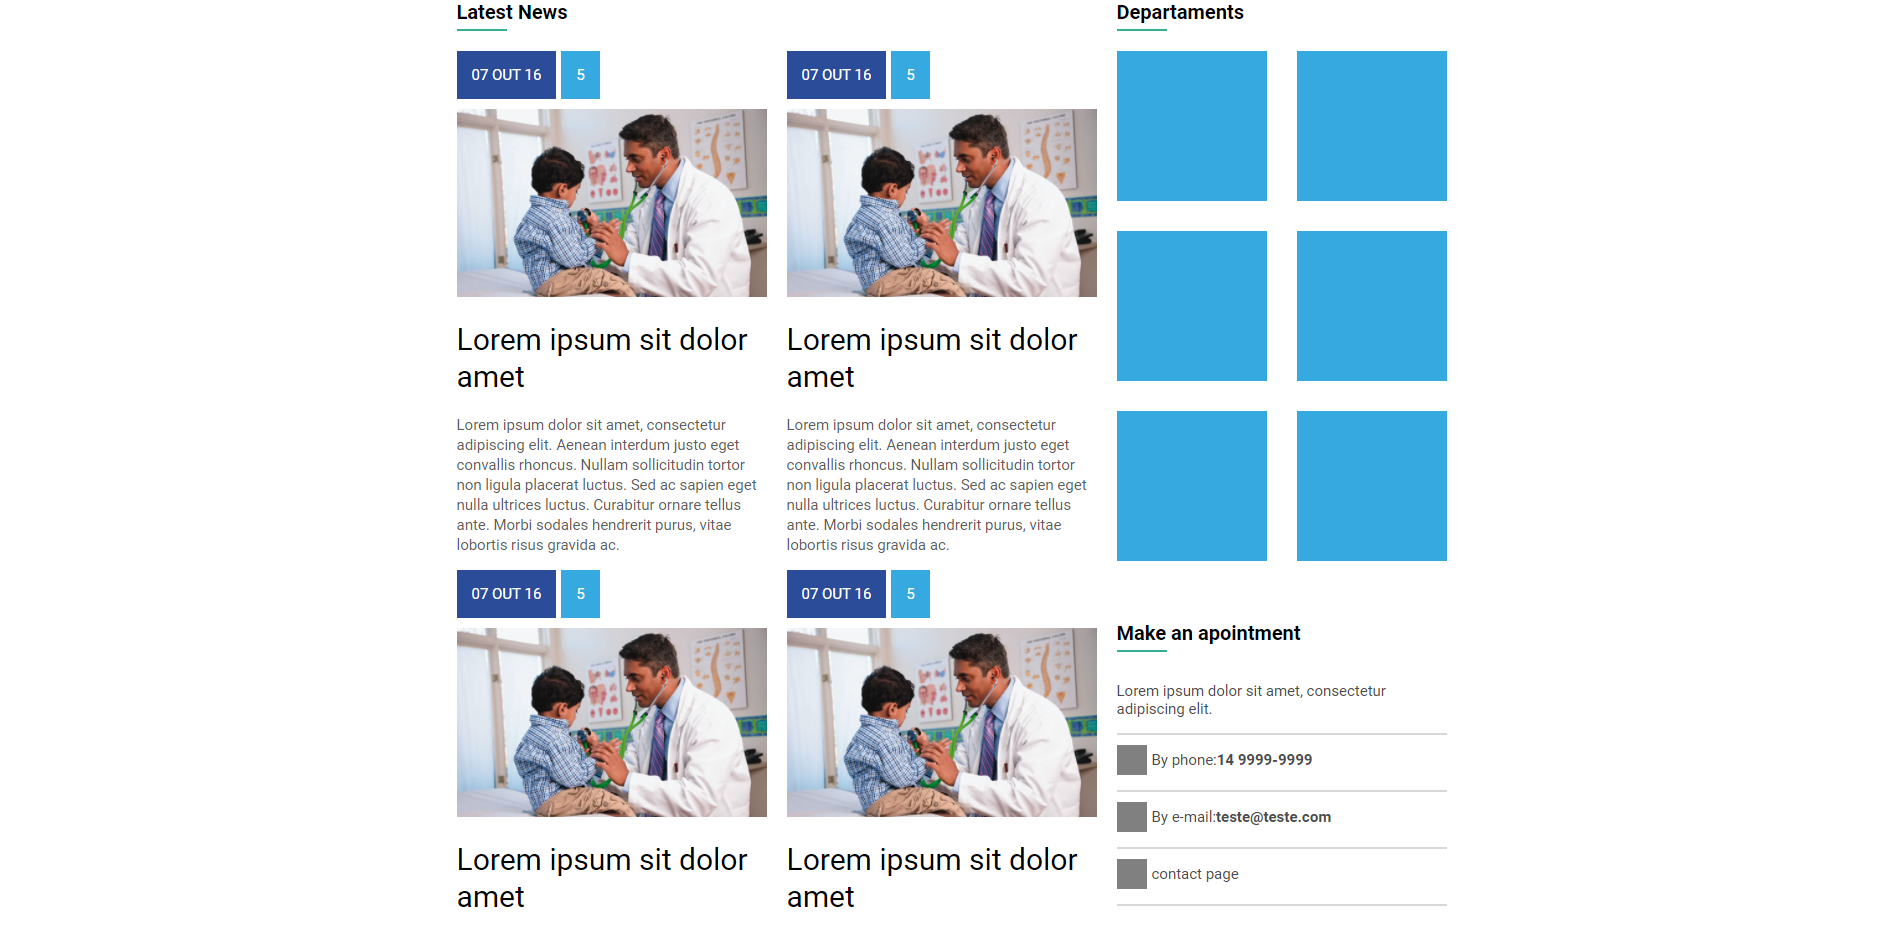 Latest News
07 OUT 16 5
Lorem ipsum sit dolor
amet
Lorem ipsum dolor sit amet, consectetur
adipiscing elit. Aenean interdum justo eget
convallis rhoncus. Nullam sollicitudin tortor
non ligula placerat luctus. Sed ac sapien eget
nulla ultrices luctus. Curabitur ornare tellus
ante. Morbi sodales hendrerit purus, vitae
lobortis risus gravida ac.
07 OUT 16 5
Lorem ipsum sit dolor
amet
Lorem ipsum dolor sit amet, consectetur
adipiscing elit. Aenean interdum justo eget
convallis rhoncus. Nullam sollicitudin tortor
non ligula placerat luctus. Sed ac sapien eget
nulla ultrices luctus. Curabitur ornare tellus
ante. Morbi sodales hendrerit purus, vitae
lobortis risus gravida ac.
07 OUT 16 5
Lorem ipsum sit dolor
amet
07 OUT 16 5
Lorem ipsum sit dolor
amet
Departaments
Make an apointment
Lorem ipsum dolor sit amet, consectetur
adipiscing elit.
By phone:14 9999-9999
By e-mail:teste@teste.com
contact page